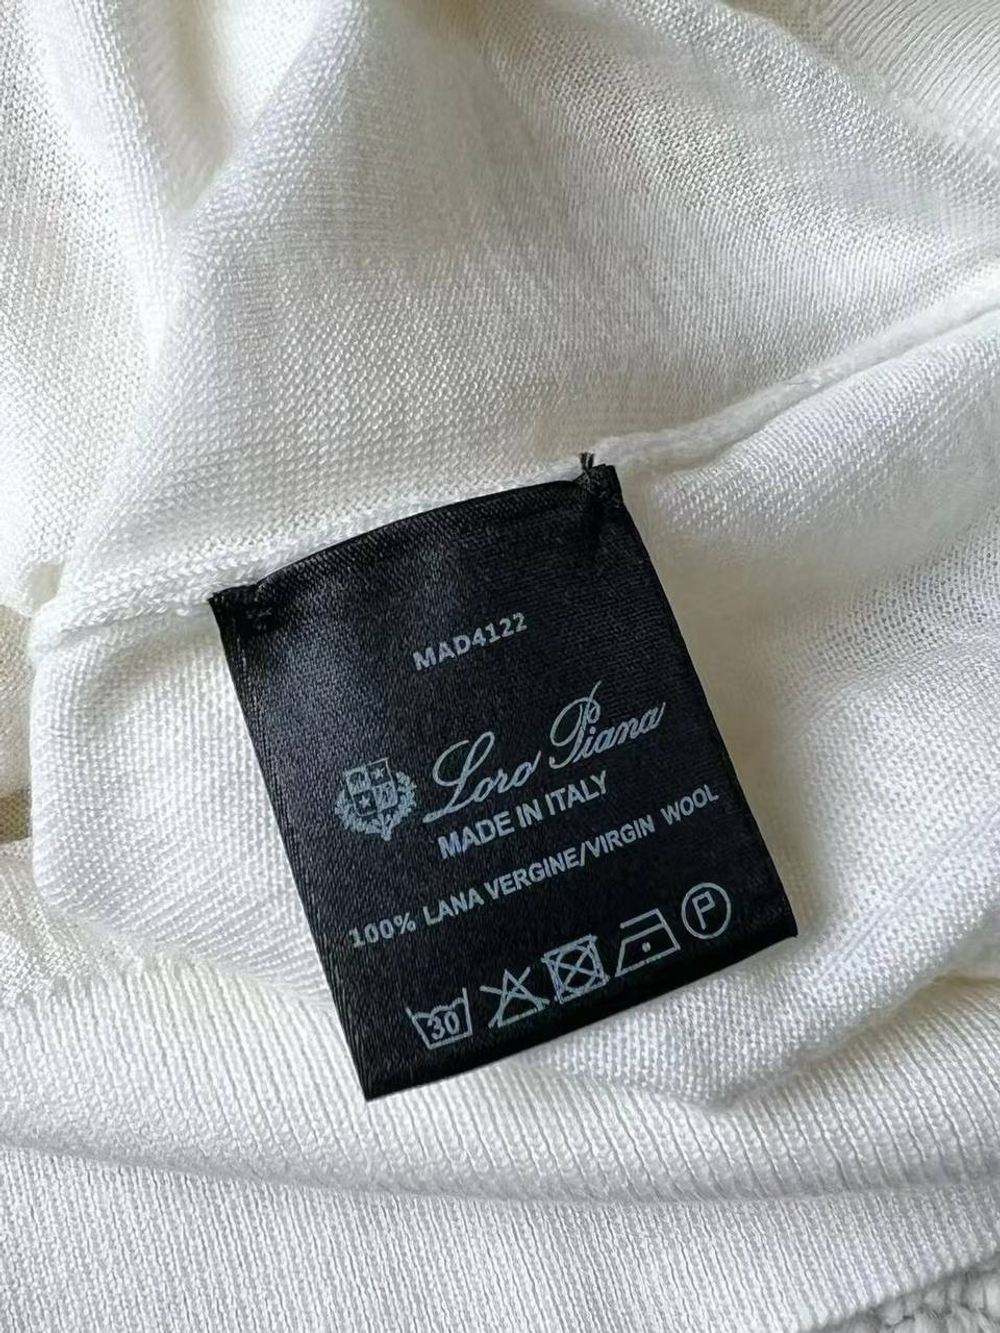 MAD4122
Loro Piana
MADE IN ITALY
100% LANA VERGINE/VIRGIN WOOL
30 P